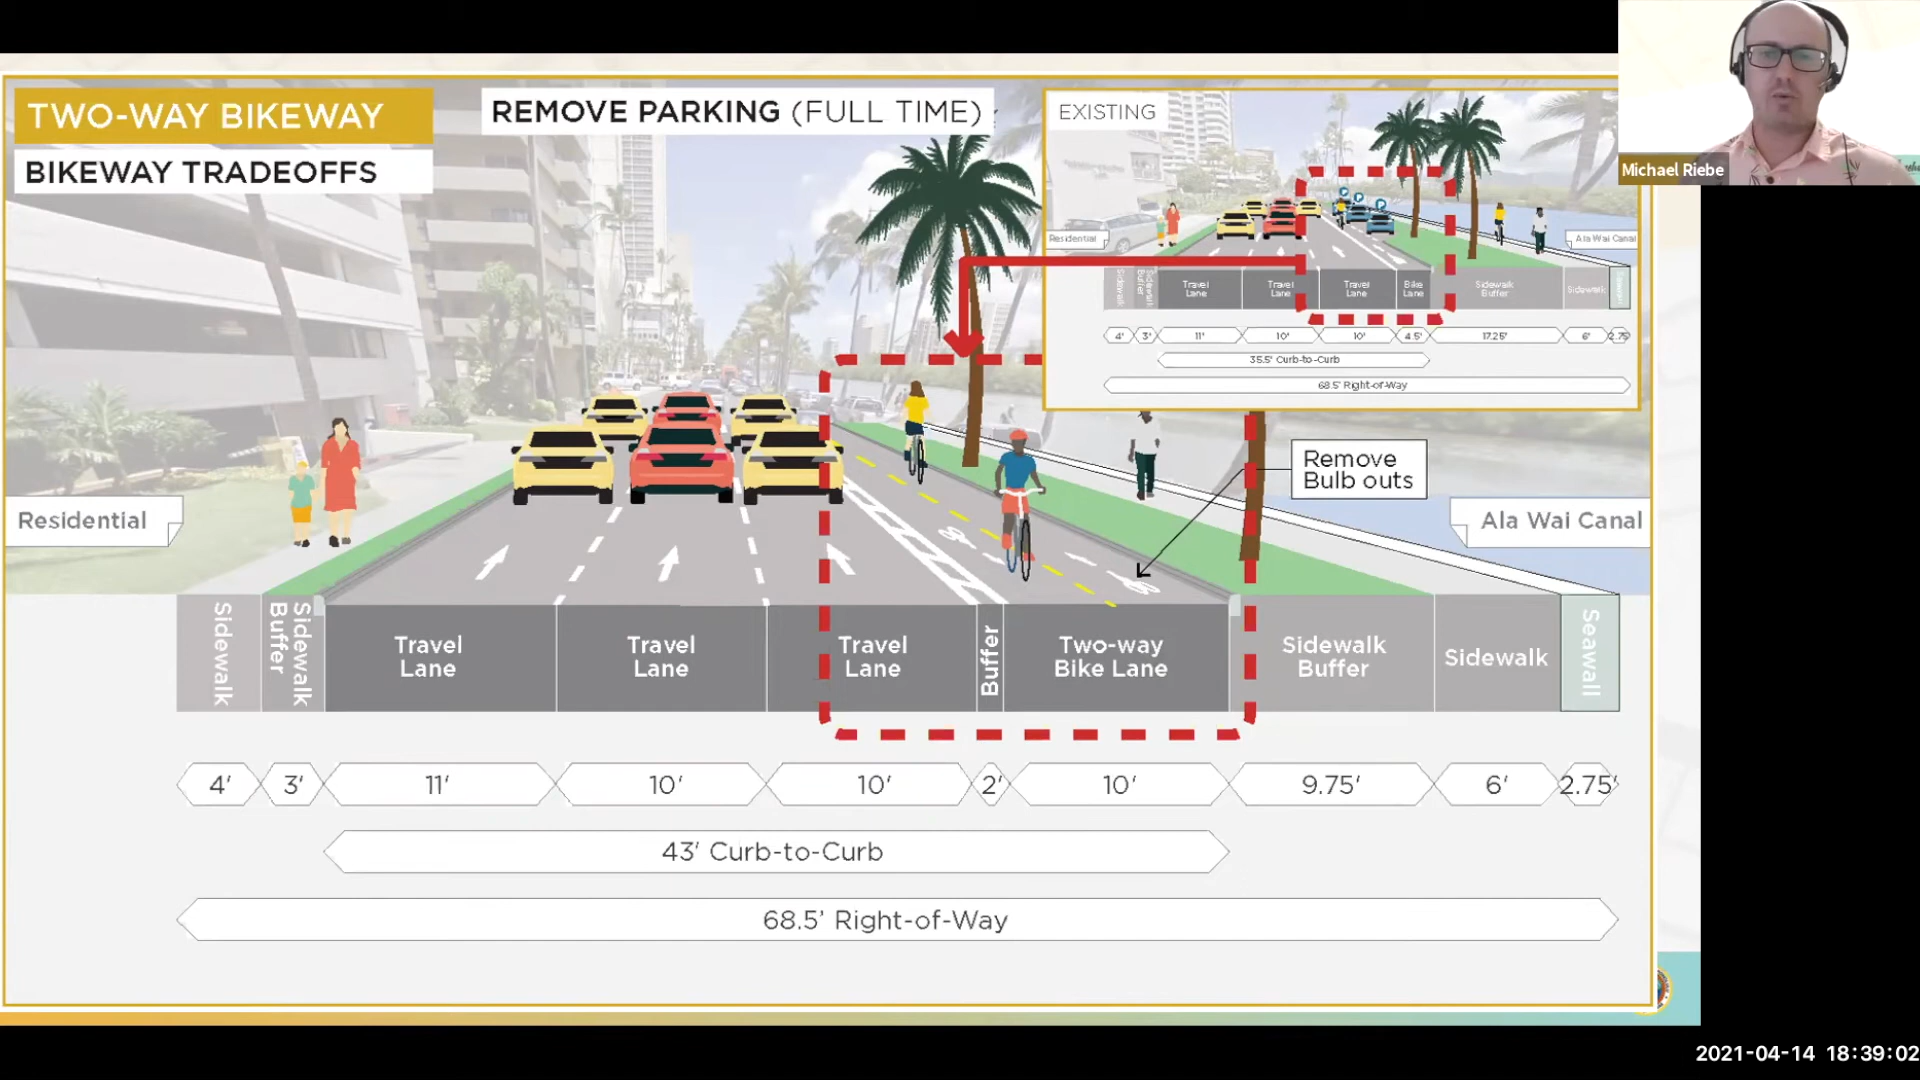 TWO-WAY BIKEWAY
BIKEWAY TRADEOFFS
REMOVE PARKING (FULL TIME)
EXISTING
Residential
Ala Wai Canal
Sidewalk
Sidewalk
Buffer
Travel
Lane
Travel
Lane
Travel
Lane
Bike
Lane
Sidewalk
Buffer
Sidewalk
4'
3'
11'
10'
10'
4.5'
17.25'
6'
2.75'
35.5' Curb-to-Curb
68.5' Right-of-Way
Michael Riebe
Remove
Bulb outs
Residential
Ala Wai Canal
Sidewalk
Sidewalk
Buffer
Travel
Lane
Travel
Lane
Travel
Lane
Buffer
Two-way
Bike Lane
Sidewalk
Buffer
Sidewalk
Seawall
4'
3'
11'
10'
10'
2'
10'
9.75'
6'
2.75'
43' Curb-to-Curb
68.5' Right-of-Way
2021-04-14 18:39:02